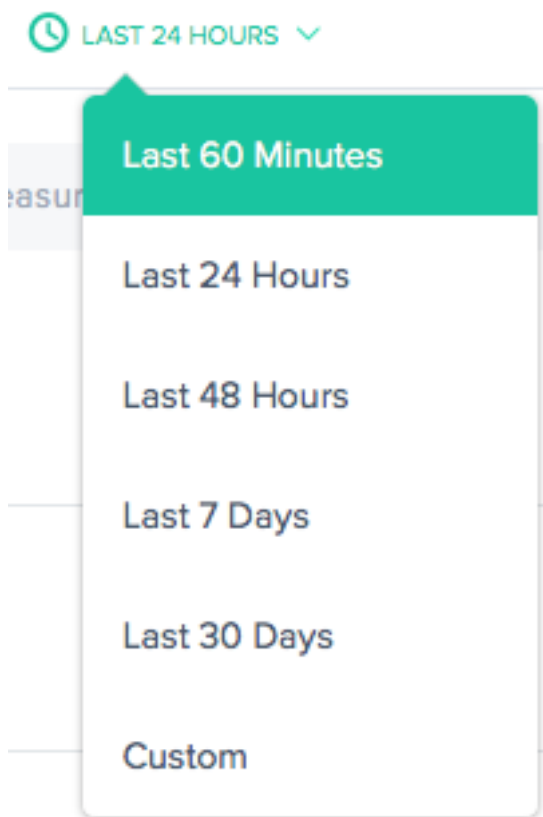 LAST 24 HOURS
Last 60 Minutes
Last 24 Hours
Last 48 Hours
Last 7 Days
Last 30 Days
Custom